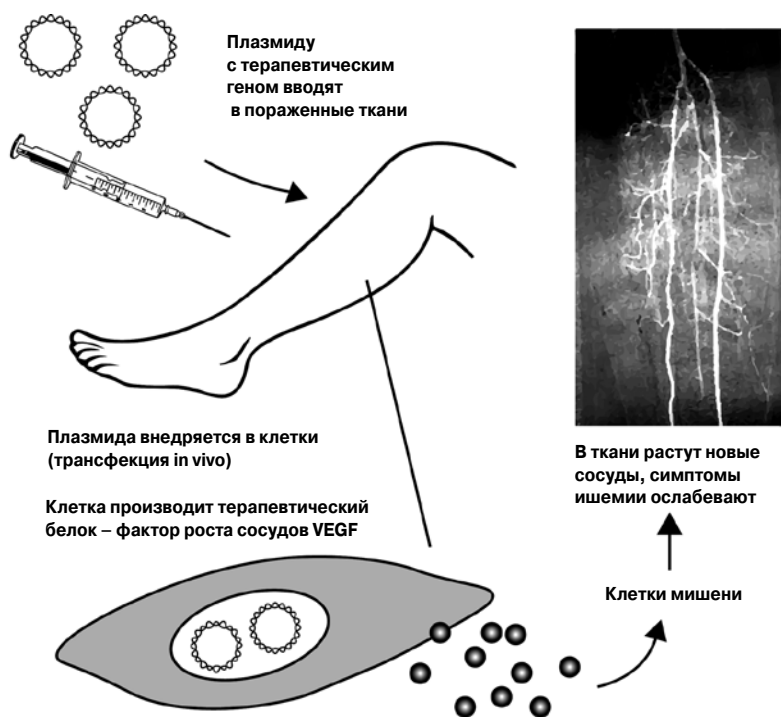 Плазмиду
с терапевтическим
геном вводят
в пораженные ткани
Плазмида внедряется в клетки
(трансфекция in vivo)
Клетка производит терапевтический
белок – фактор роста сосудов VEGF
Клетки мишени
В ткани растут новые
сосуды, симптомы
ишемии ослабевают